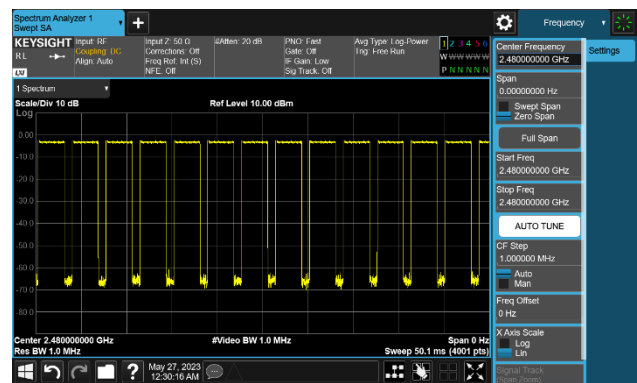 Spectrum Analyzer 1
Swept SA
+
Frequency
KEYSIGHT
Input: RF
Coupling: DC
Align: Auto
RL
LV
Input Z: 50 Ω
Corrections: Off
Freq Ref: Int (S)
NFE: Off
#Atten: 20 dB
PNO: Fast
Gate: Off
IF Gain: Low
Sig Track: Off
Avg Type: Log-Power
Trig: Free Run
1 2 3 4 5 6
W W W W W W
P N N N N N
1 Spectrum
Scale/Div 10 dB
Ref Level 10.00 dBm
Log
0.00
-10.0
-20.0
-30.0
-40.0
-50.0
-60.0
-70.0
-80.0
Center 2.480000000 GHz
Res BW 1.0 MHz
#Video BW 1.0 MHz
Span 0 Hz
Sweep 50.1 ms (4001 pts)
?
May 27, 2023
12:30:16 AM
Center Frequency
2.480000000 GHz
Settings
Span
0.00000000 Hz
Swept Span
Zero Span
Full Span
Start Freq
2.480000000 GHz
Stop Freq
2.480000000 GHz
AUTO TUNE
CF Step
1.000000 MHz
Auto
Man
Freq Offset
0 Hz
X Axis Scale
Log
Lin
Signal Track
(Span Zoom)